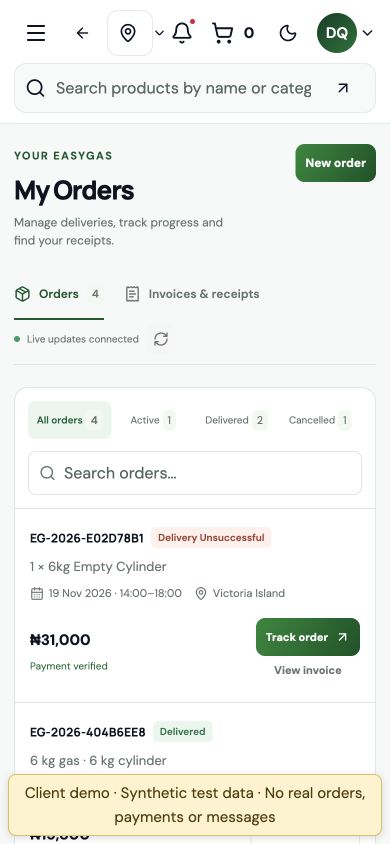 DQ
0
Search products by name or categ
YOUR EASYGAS
New order
My Orders
Manage deliveries, track progress and
find your receipts.
Orders 4 Invoices & receipts
Live updates connected
All orders 4 Active 1 Delivered 2 Cancelled 1
Search orders...
EG-2026-E02D78B1 Delivery Unsuccessful
1 × 6kg Empty Cylinder
19 Nov 2026 · 14:00–18:00 Victoria Island
₦31,000
Track order
Payment verified
View invoice
EG-2026-404B6EE8 Delivered
6 kg gas · 6 kg cylinder
Client demo · Synthetic test data · No real orders,
payments or messages